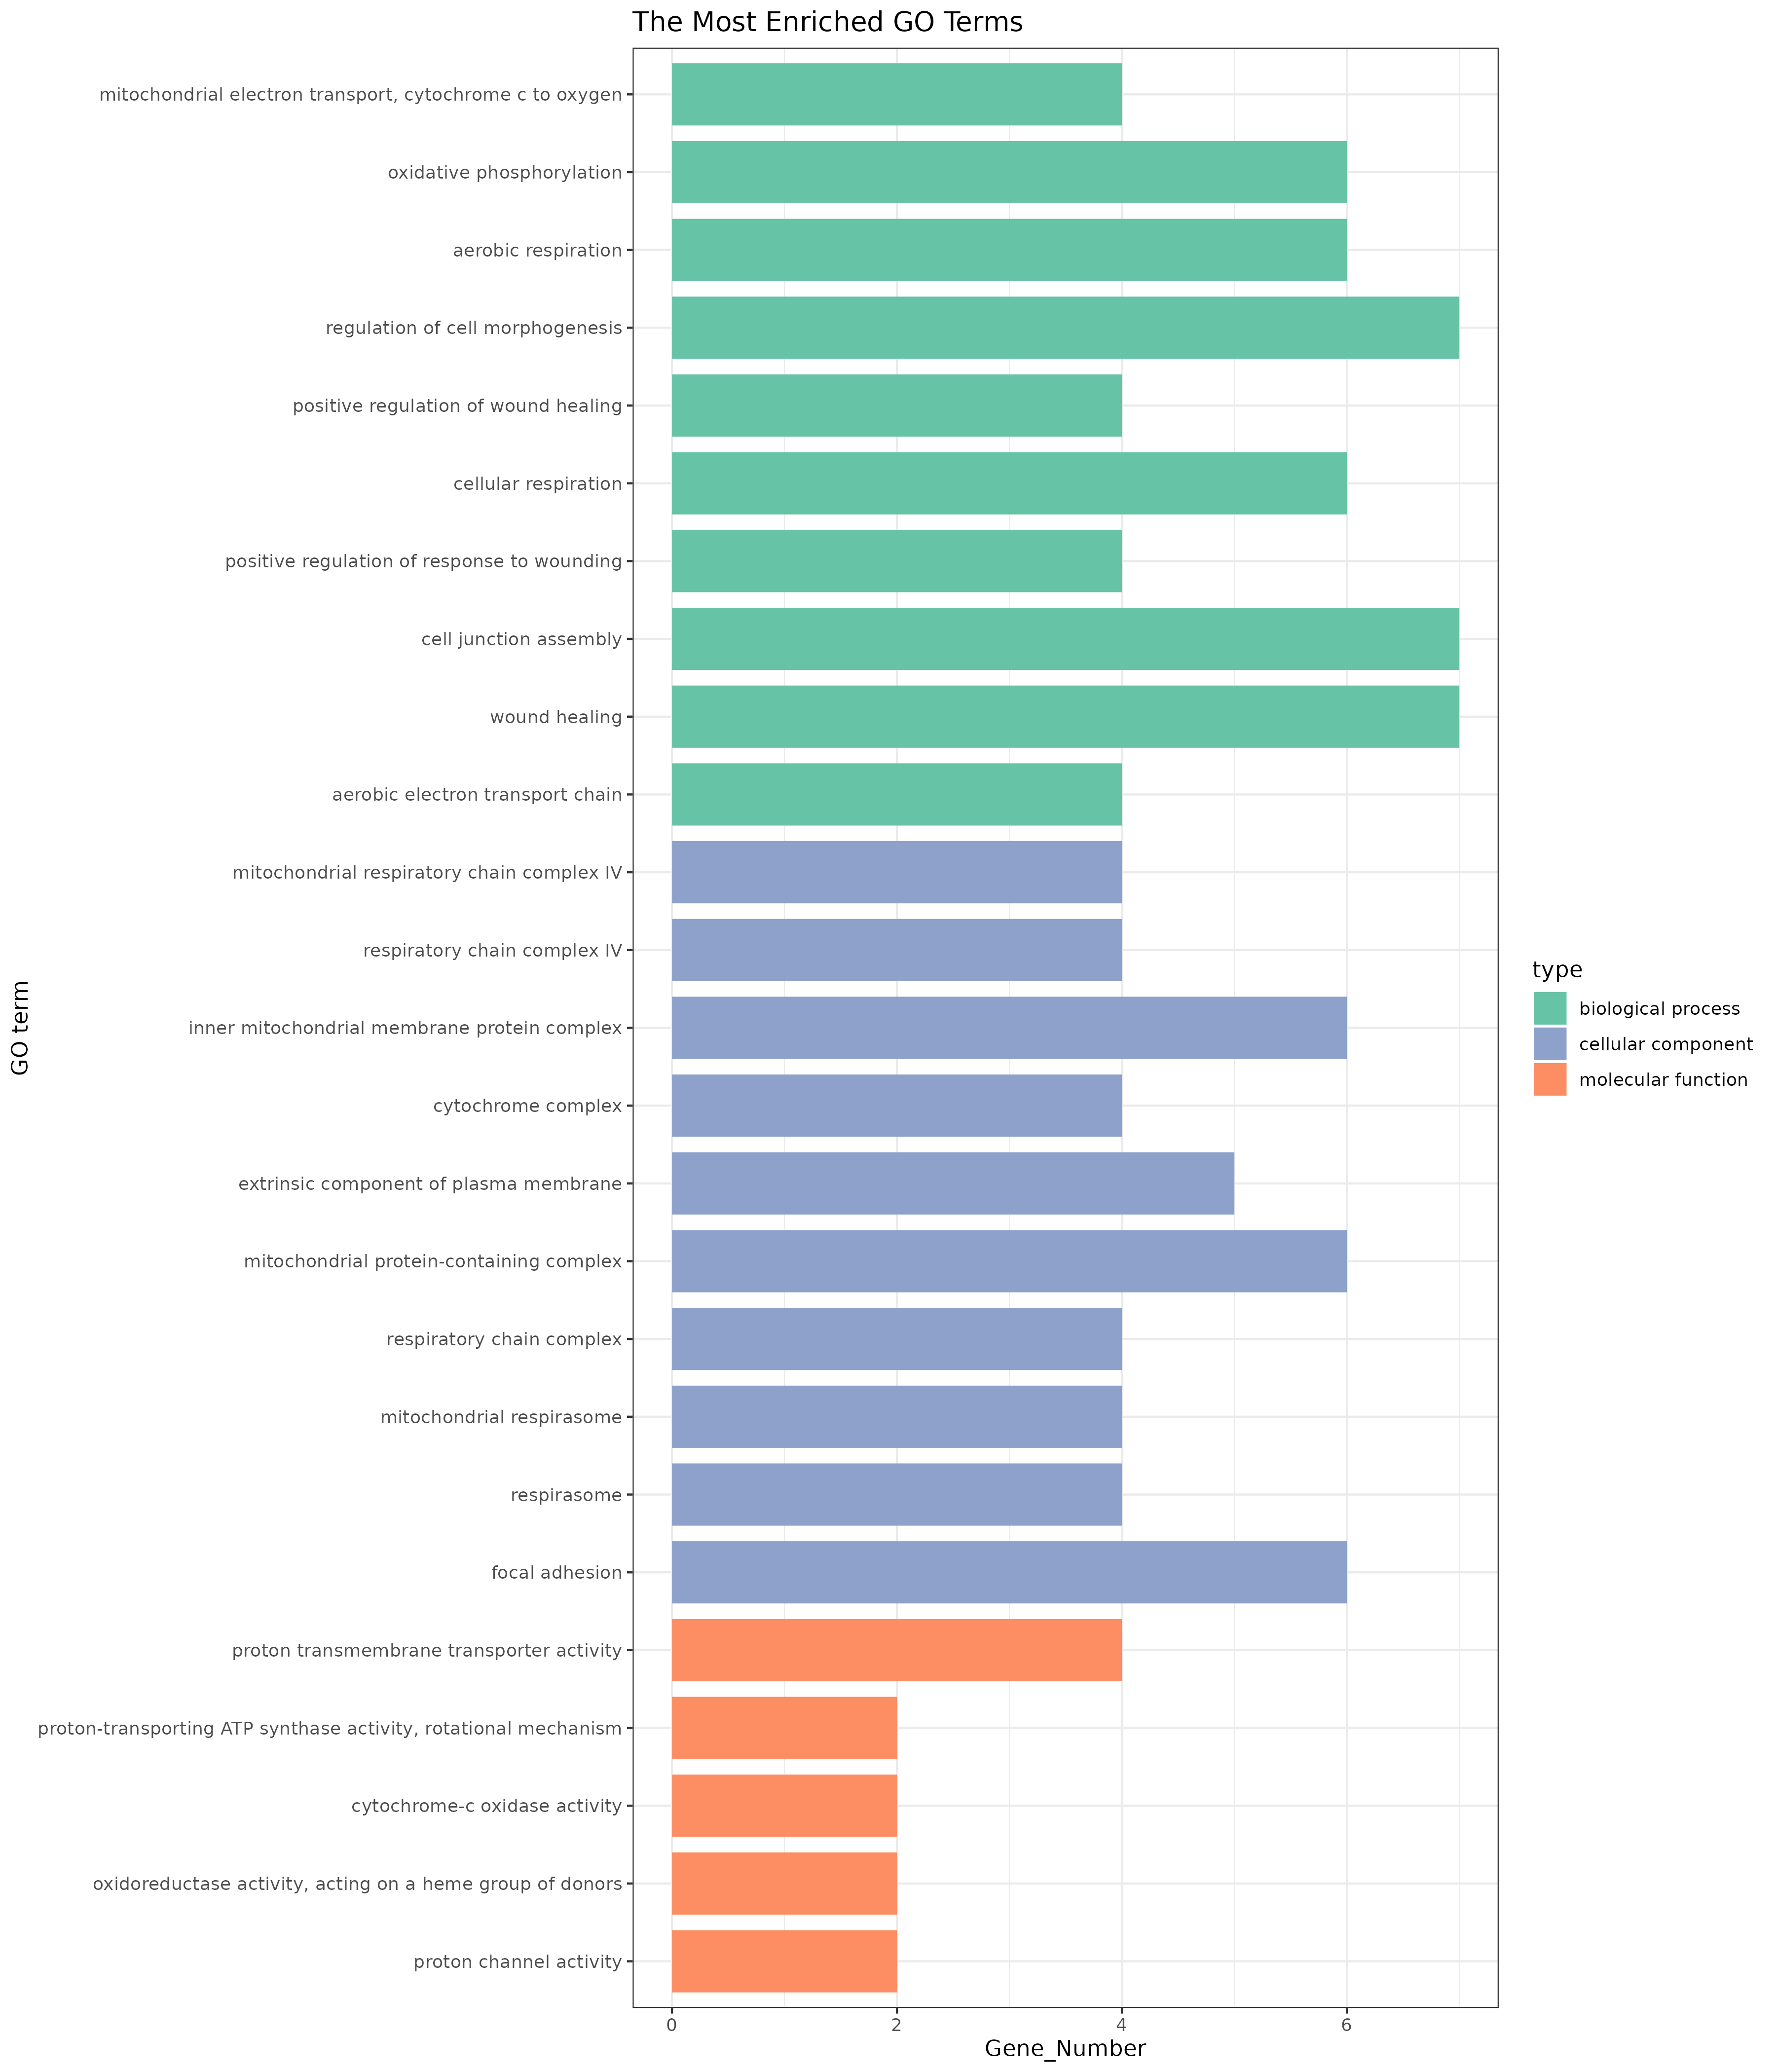 The Most Enriched GO Terms
mitochondrial electron transport, cytochrome c to oxygen
oxidative phosphorylation
aerobic respiration
regulation of cell morphogenesis
positive regulation of wound healing
cellular respiration
positive regulation of response to wounding
cell junction assembly
wound healing
aerobic electron transport chain
mitochondrial respiratory chain complex IV
respiratory chain complex IV
inner mitochondrial membrane protein complex
cytochrome complex
extrinsic component of plasma membrane
mitochondrial protein-containing complex
respiratory chain complex
mitochondrial respirasome
respirasome
focal adhesion
proton transmembrane transporter activity
proton-transporting ATP synthase activity, rotational mechanism
cytochrome-c oxidase activity
oxidoreductase activity, acting on a heme group of donors
proton channel activity
GO term
0 2 4 6
Gene_Number
type
biological process
cellular component
molecular function